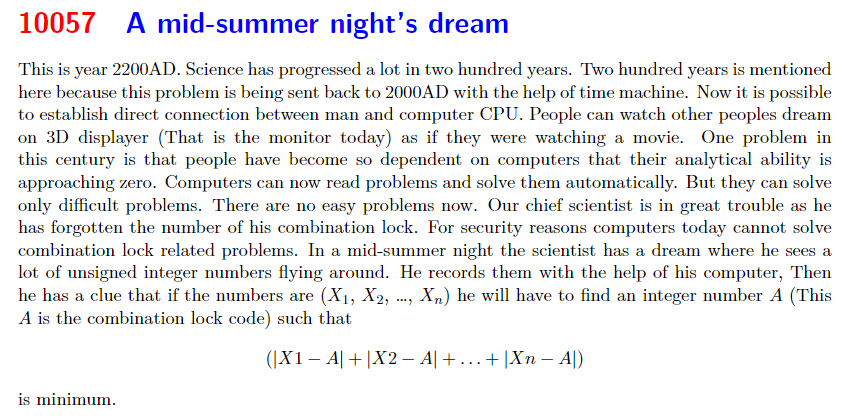 10057 A mid-summer night's dream
This is year 2200AD. Science has progressed a lot in two hundred years. Two hundred years is mentioned
here because this problem is being sent back to 2000AD with the help of time machine. Now it is possible
to establish direct connection between man and computer CPU. People can watch other peoples dream
on 3D displayer (That is the monitor today) as if they were watching a movie. One problem in
this century is that people have become so dependent on computers that their analytical ability is
approaching zero. Computers can now read problems and solve them automatically. But they can solve
only difficult problems. There are no easy problems now. Our chief scientist is in great trouble as he
has forgotten the number of his combination lock. For security reasons computers today cannot solve
combination lock related problems. In a mid-summer night the scientist has a dream where he sees a
lot of unsigned integer numbers flying around. He records them with the help of his computer, Then
he has a clue that if the numbers are (X₁, X₂, ..., Xₙ) he will have to find an integer number A (This
A is the combination lock code) such that
(|X1 − A| + |X2 − A| + . . . + |Xn − A|)
is minimum.